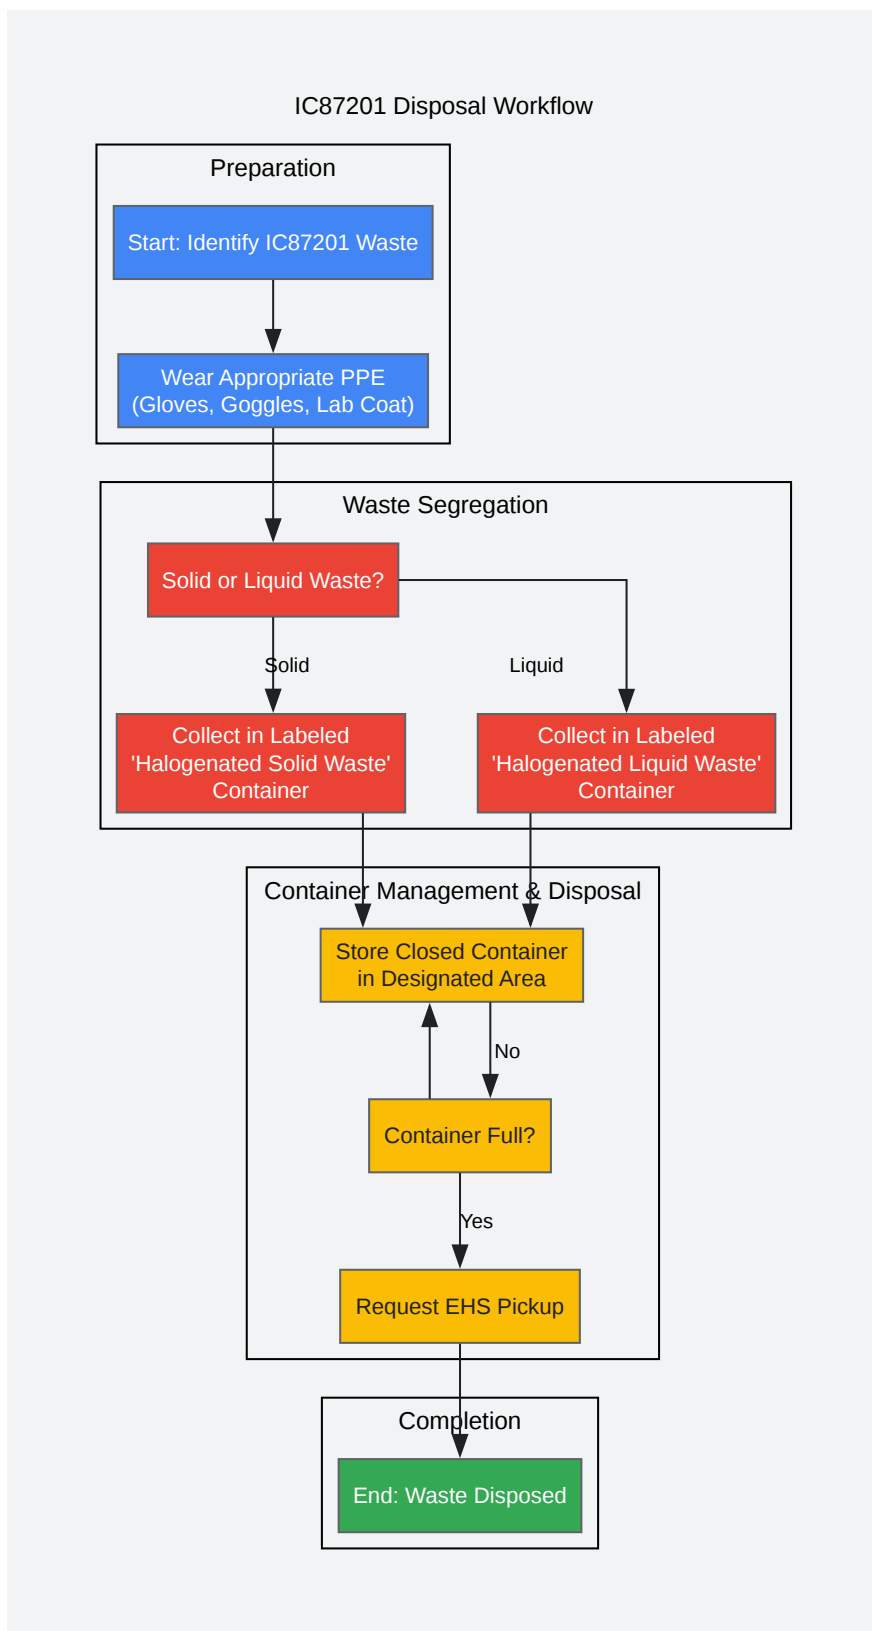 IC87201 Disposal Workflow
Preparation
Start: Identify IC87201 Waste
Wear Appropriate PPE
(Gloves, Goggles, Lab Coat)
Waste Segregation
Solid or Liquid Waste?
Solid
Liquid
Collect in Labeled
'Halogenated Solid Waste'
Container
Collect in Labeled
'Halogenated Liquid Waste'
Container
Container Management & Disposal
Store Closed Container
in Designated Area
No
Container Full?
Yes
Request EHS Pickup
Completion
End: Waste Disposed